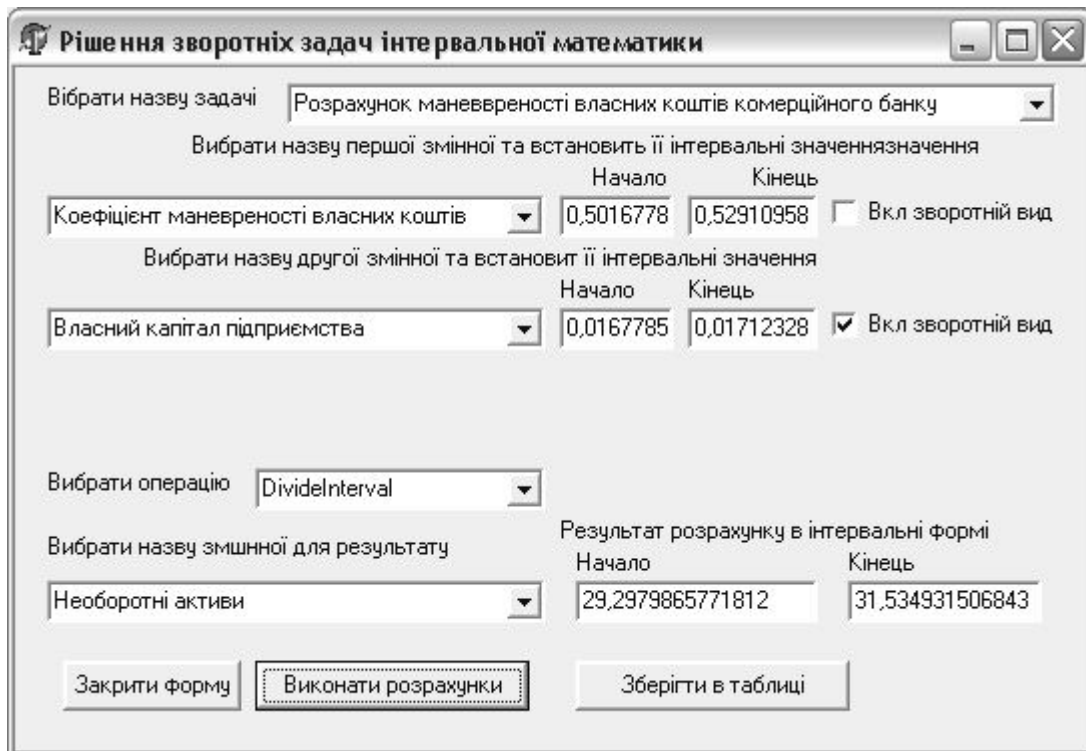 Рішення зворотніх задач інтервальної математики
Вібрати назву задачі Розрахунок маневвреності власних коштів комерційного банку
Вибрати назву першої змінної та встановить її інтервальні значеннязначення
Начало Кінець
Коефіцієнт маневреності власних коштів 0,5016778 0,52910958 Вкл зворотній вид
Вибрати назву другої змінної та встановит її інтервальні значення
Начало Кінець
Власний капітал підприємства 0,0167785 0,01712328 Вкл зворотній вид
Вибрати операцію DivideInterval
Результат розрахунку в інтервальні формі
Вибрати назву змшнної для результату
Начало Кінець
Необоротні активи 29,2979865771812 31,534931506843
Закрити форму Виконати розрахунки Зберігти в таблиці